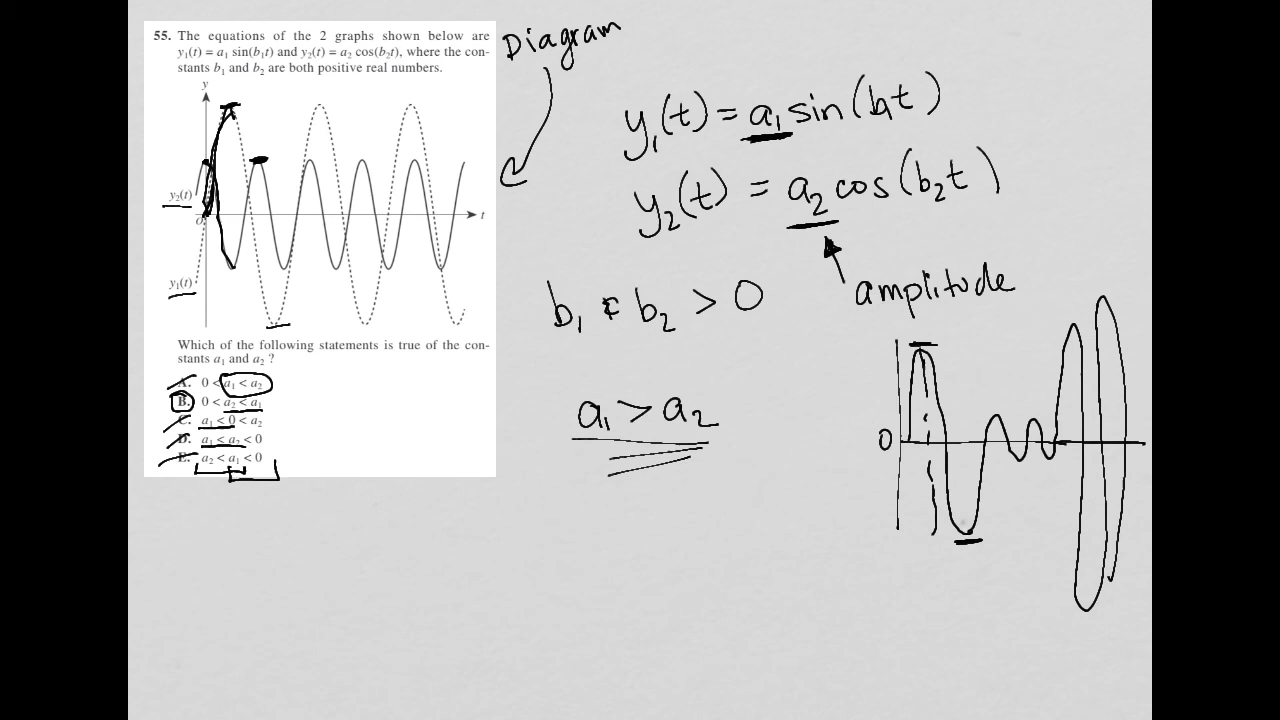 55. The equations of the 2 graphs shown below are
y₁(t) = a₁ sin(b₁t) and y₂(t) = a₂ cos(b₂t), where the con-
stants b₁ and b₂ are both positive real numbers.
y
y₂(t)
O
t
y₁(t)
Which of the following statements is true of the con-
stants a₁ and a₂ ?
A. 0 < a₁ < a₂
B. 0 < a₂ < a₁
C. a₁ < 0 < a₂
D. a₁ < a₂ < 0
E. a₂ < a₁ < 0
Diagram
y₁(t) = a₁ sin(b₁t)
y₂(t) = a₂ cos(b₂t)
amplitude
b₁ & b₂ > 0
a₁ > a₂
0